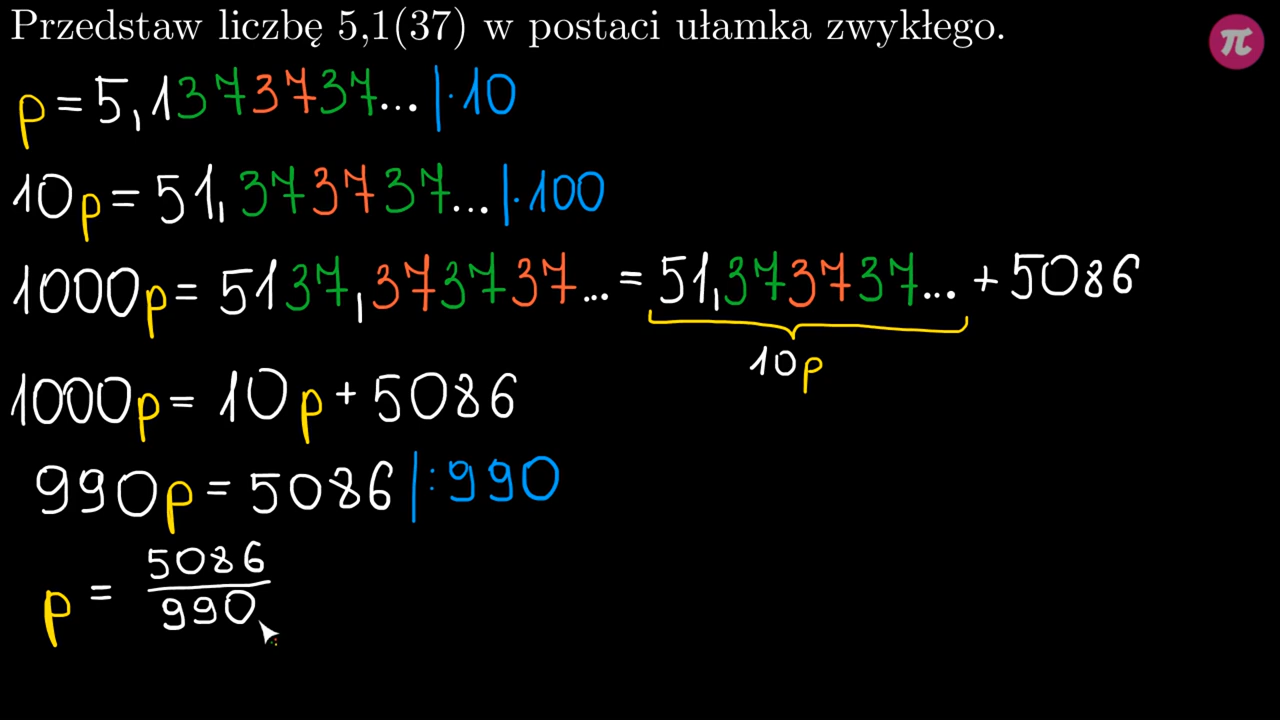 Przedstaw liczbę 5,1(37) w postaci ułamka zwykłego.
π
p = 5,1373737... |·10
10p = 51,373737... |·100
1000p = 5137,373737... = 51,373737... + 5086
10p
1000p = 10p + 5086
990p = 5086 |:990
p = 5086/990